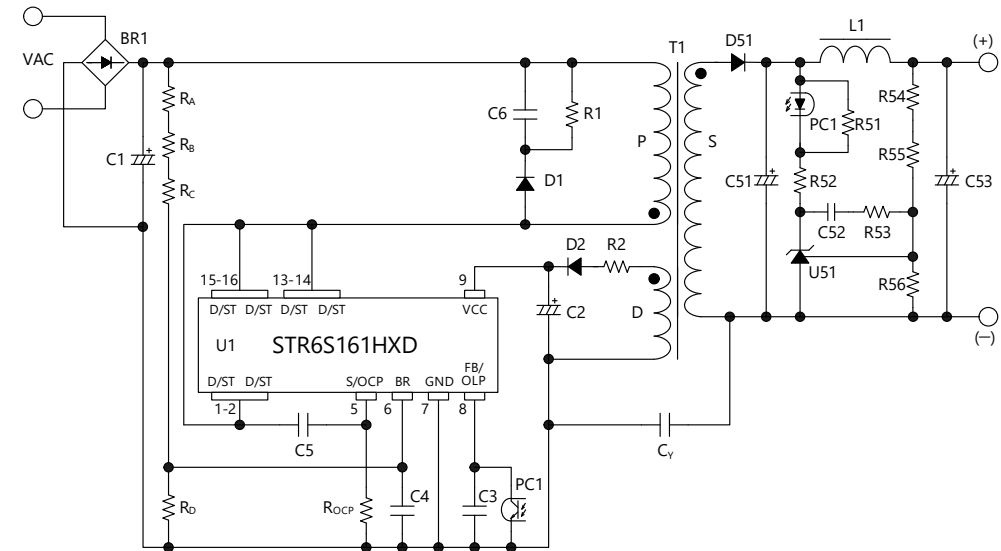 BR1
VAC
C1
RA
RB
RC
C6
R1
D1
T1
P
S
D51
L1
(+)
PC1
R51
R54
R55
C51
R52
C53
C52
R53
U51
R56
(−)
D2
R2
C2
D
15-16
13-14
9
D/ST D/ST D/ST D/ST
VCC
U1
STR6S161HXD
FB/
OLP
D/ST D/ST
S/OCP
BR
GND
1-2
5
6
7
8
C5
CY
RD
ROCP
C4
C3
PC1